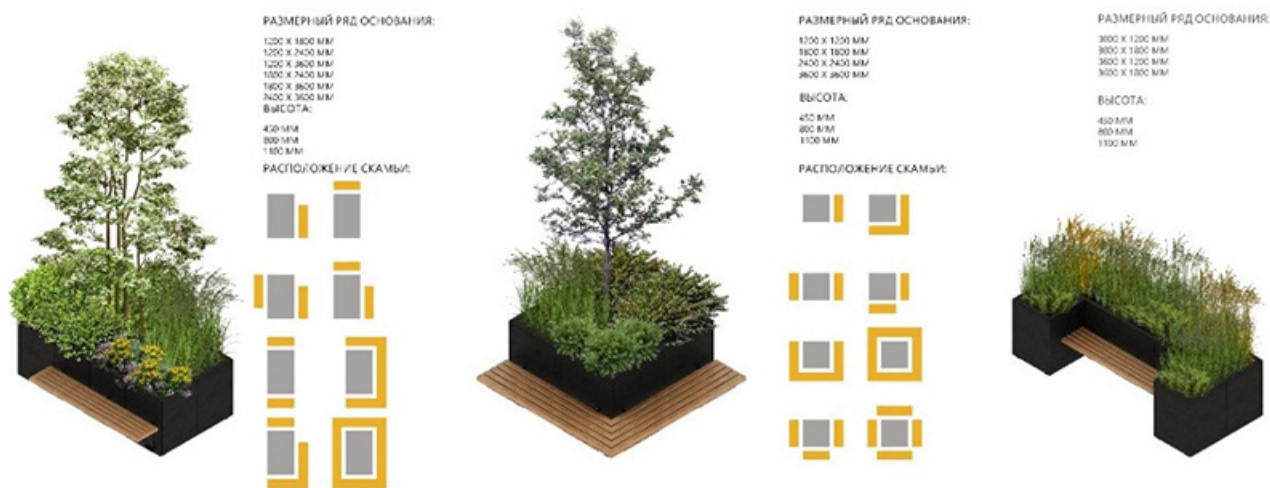 РАЗМЕРНЫЙ РЯД ОСНОВАНИЯ:
1200 X 1800 ММ
1200 X 2400 ММ
1200 X 3600 ММ
1800 X 2400 ММ
1800 X 3600 ММ
2400 X 3600 ММ
ВЫСОТА:
450 ММ
800 ММ
1100 ММ
РАСПОЛОЖЕНИЕ СКАМЬИ:
РАЗМЕРНЫЙ РЯД ОСНОВАНИЯ:
1200 X 1200 ММ
1800 X 1800 ММ
2400 X 2400 ММ
3600 X 3600 ММ
ВЫСОТА:
450 ММ
800 ММ
1100 ММ
РАСПОЛОЖЕНИЕ СКАМЬИ:
РАЗМЕРНЫЙ РЯД ОСНОВАНИЯ:
3000 X 1200 ММ
3000 X 1800 ММ
3600 X 1200 ММ
3600 X 1800 ММ
ВЫСОТА:
450 ММ
800 ММ
1100 ММ